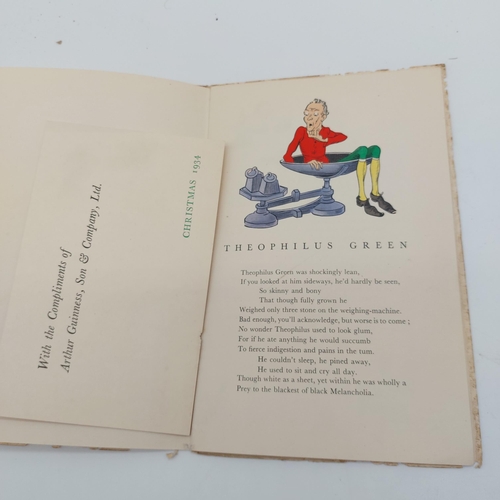 With the Compliments of
Arthur Guinness, Son & Company, Ltd.
CHRISTMAS 1934
THEOPHILUS GREEN
Theophilus Green was shockingly lean,
If you looked at him sideways, he'd hardly be seen,
So skinny and bony
That though fully grown he
Weighed only three stone on the weighing-machine.
Bad enough, you'll acknowledge, but worse is to come ;
No wonder Theophilus used to look glum,
For if he ate anything he would succumb
To fierce indigestion and pains in the tum.
He couldn't sleep, he pined away,
He used to sit and cry all day.
Though white as a sheet, yet within he was wholly a
Prey to the blackest of black Melancholia.